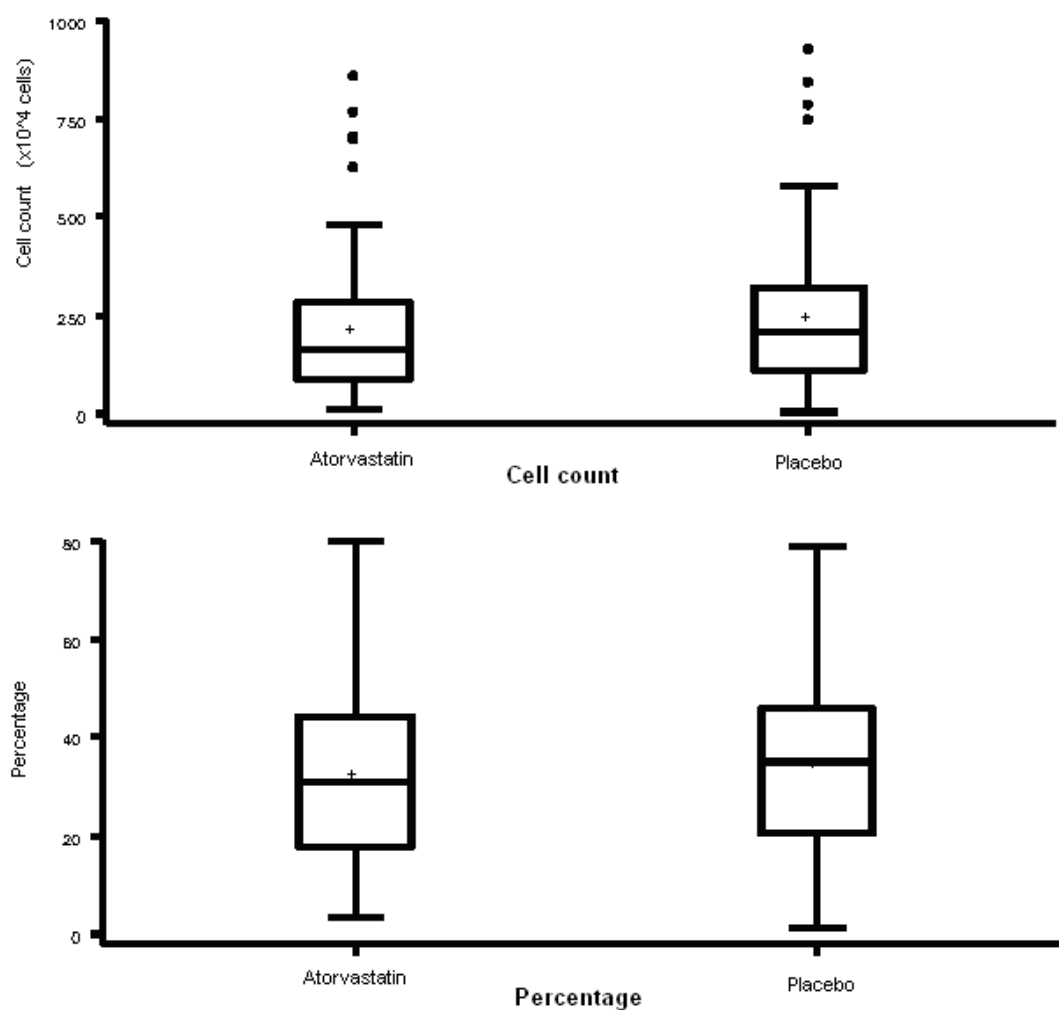 1000
750
500
250
0
Cell count (x10^4 cells)
Atorvastatin
Placebo
Cell count
80
60
40
20
0
Percentage
Atorvastatin
Placebo
Percentage